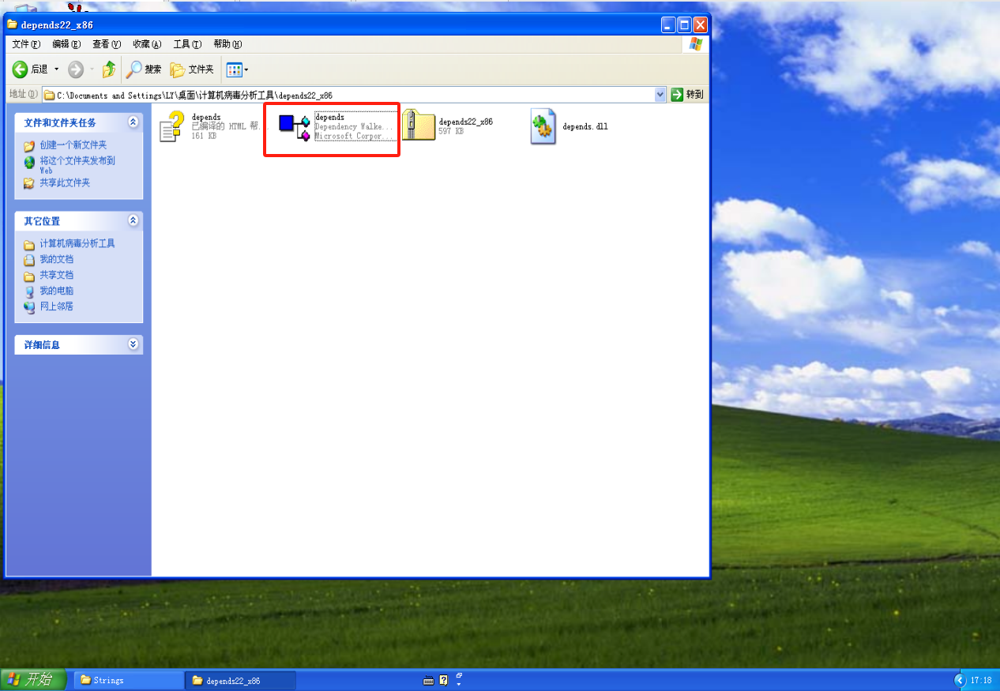 depends22_x86
文件(F) 编辑(E) 查看(V) 收藏(A) 工具(T) 帮助(H)
后退 搜索 文件夹
地址(D) C:\Documents and Settings\LY\桌面\计算机病毒分析工具\depends22_x86 转到
文件和文件夹任务
创建一个新文件夹
将这个文件夹发布到
Web
共享此文件夹
其它位置
计算机病毒分析工具
我的文档
共享文档
我的电脑
网上邻居
详细信息
depends
已编译的 HTML 帮...
161 KB
depends
Dependency Walke...
Microsoft Corpor...
depends22_x86
597 KB
depends.dll
开始 Strings depends22_x86 17:18